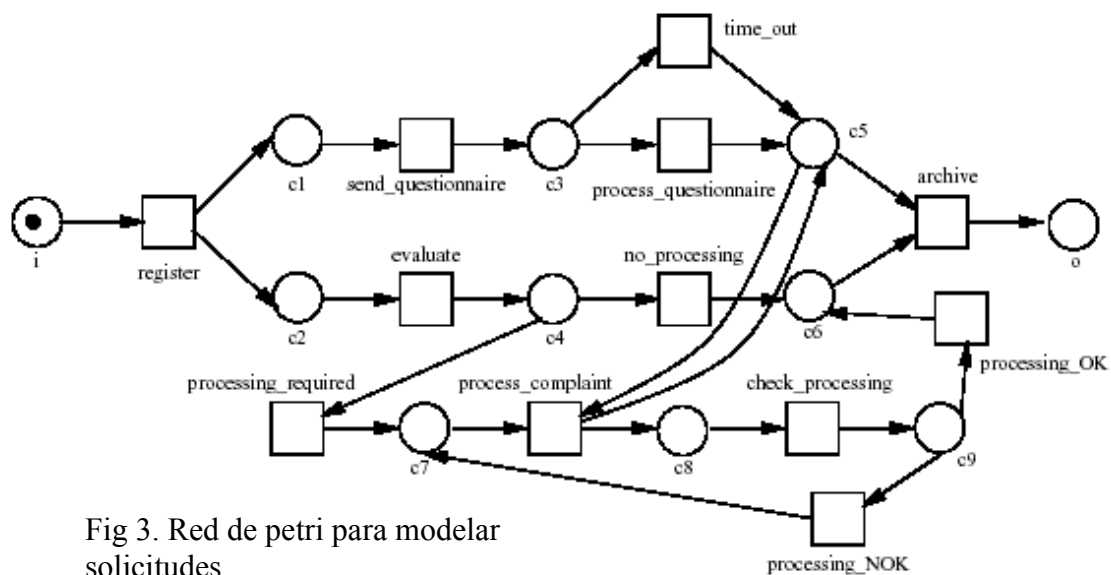 time_out
c5
c1
send_questionnaire
c3
process_questionnaire
archive
i
register
evaluate
no_processing
o
c2
c4
c6
processing_required
process_complaint
check_processing
processing_OK
c7
c8
c9
Fig 3. Red de petri para modelar
solicitudes
processing_NOK